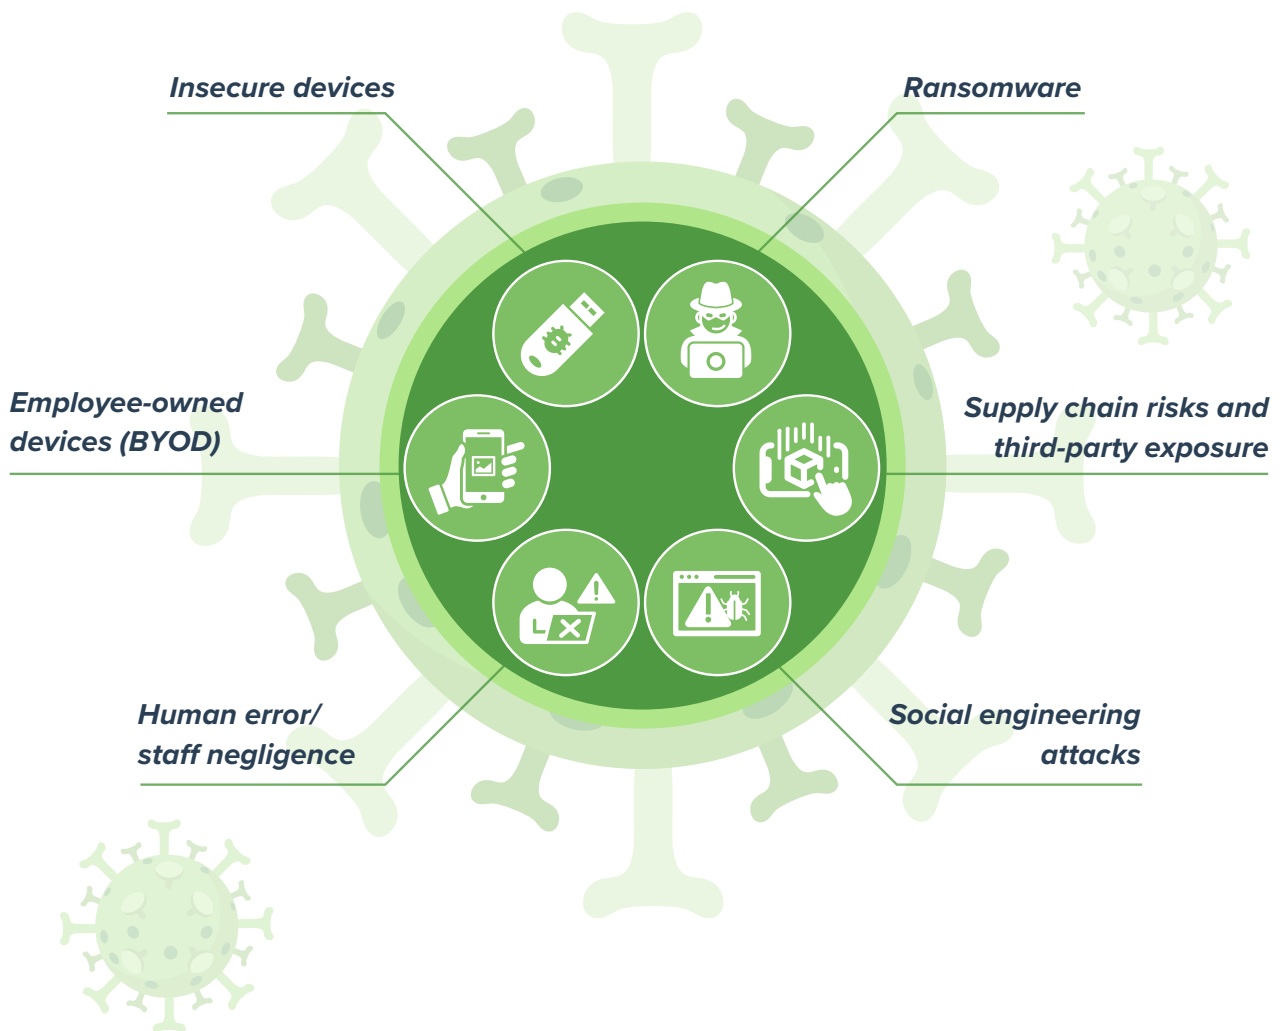 Insecure devices
Ransomware
Employee-owned
devices (BYOD)
Supply chain risks and
third-party exposure
Human error/
staff negligence
Social engineering
attacks